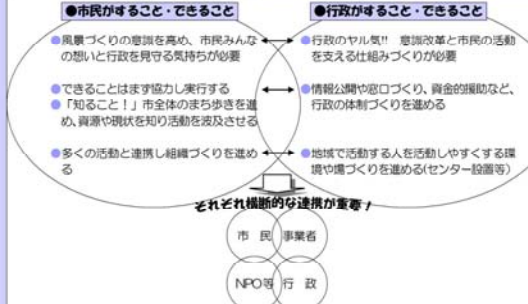 ●市民がすること・できること
●風景づくりの意識を高め、市民みんな
の想いと行政を見守る気持ちが必要
●できることはまず協力し実行する
●「知ること！」市全体のまち歩きを進
め、資源や現状を知り活動を波及させる
●多くの活動と連携し組織づくりを進め
る
●行政がすること・できること
●行政のヤル気!!　意識改革と市民の活動
を支える仕組みづくりが必要
●情報公開や窓口づくり、資金的援助など、
行政の体制づくりを進める
●地域で活動する人を活動しやすくする環
境や場づくりを進める(センター設置等)
それぞれ横断的な連携が重要！
市　民
事業者
NPO等
行　政